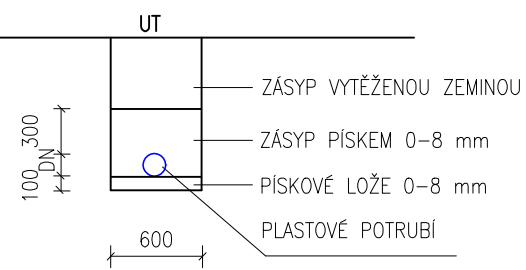 UT
ZÁSYP VYTĚŽENOU ZEMINOU
300
ZÁSYP PÍSKEM 0-8 mm
DN
100
PÍSKOVÉ LOŽE 0-8 mm
PLASTOVÉ POTRUBÍ
600